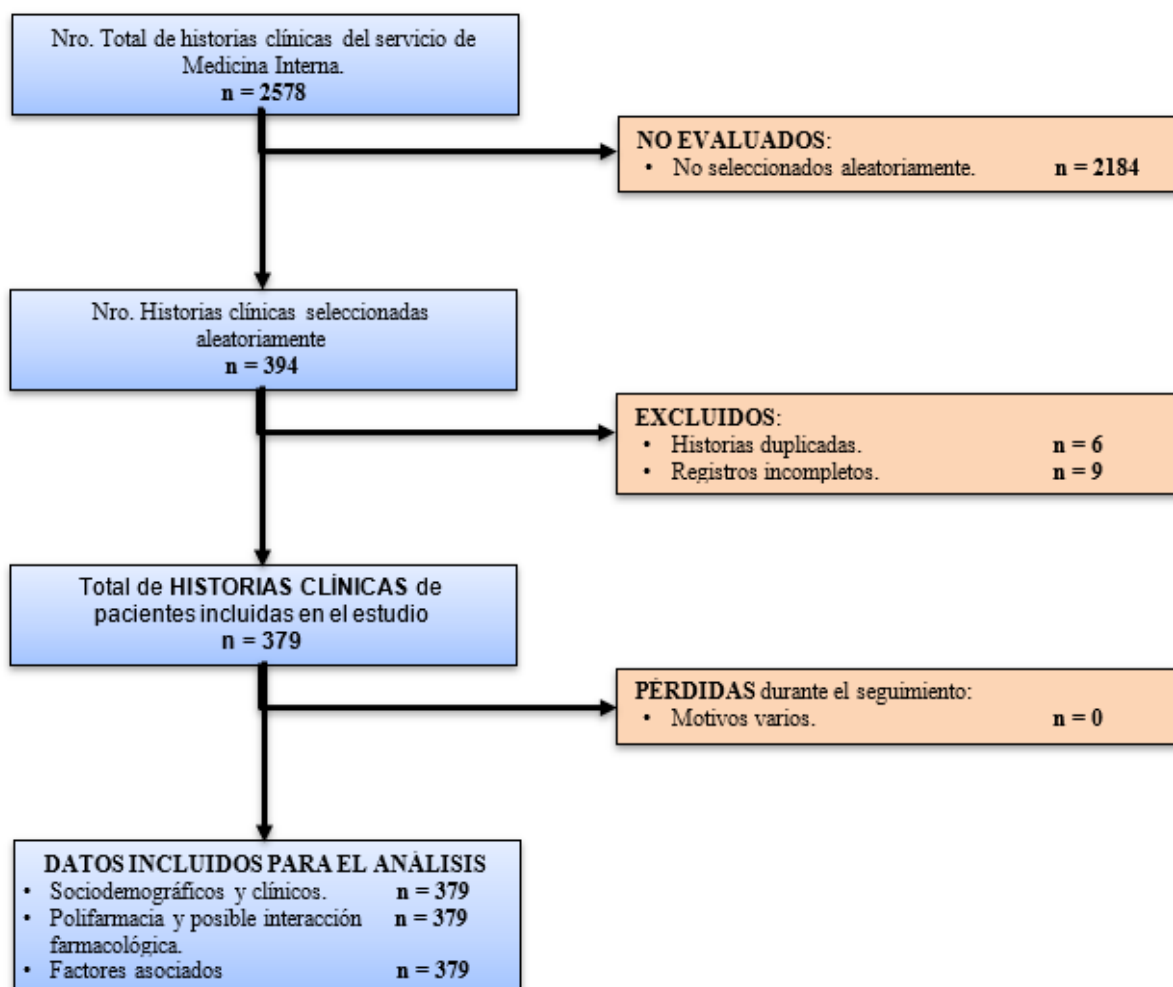 Nro. Total de historias clínicas del servicio de
Medicina Interna.
n = 2578
NO EVALUADOS:
• No seleccionados aleatoriamente. n = 2184
Nro. Historias clínicas seleccionadas
aleatoriamente
n = 394
EXCLUIDOS:
• Historias duplicadas. n = 6
• Registros incompletos. n = 9
Total de HISTORIAS CLÍNICAS de
pacientes incluidas en el estudio
n = 379
PÉRDIDAS durante el seguimiento:
• Motivos varios. n = 0
DATOS INCLUIDOS PARA EL ANÁLISIS
• Sociodemográficos y clínicos. n = 379
• Polifarmacia y posible interacción n = 379
farmacológica.
• Factores asociados n = 379